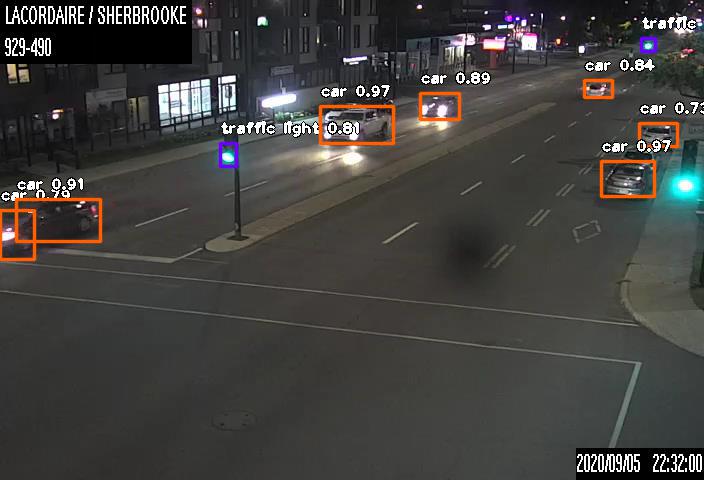 LACORDAIRE / SHERBROOKE
929-490
traffic
car 0.84
car 0.89
car 0.97
car 0.73
traffic light 0.81
car 0.97
car 0.91
car 0.79
2020/09/05 22:32:00